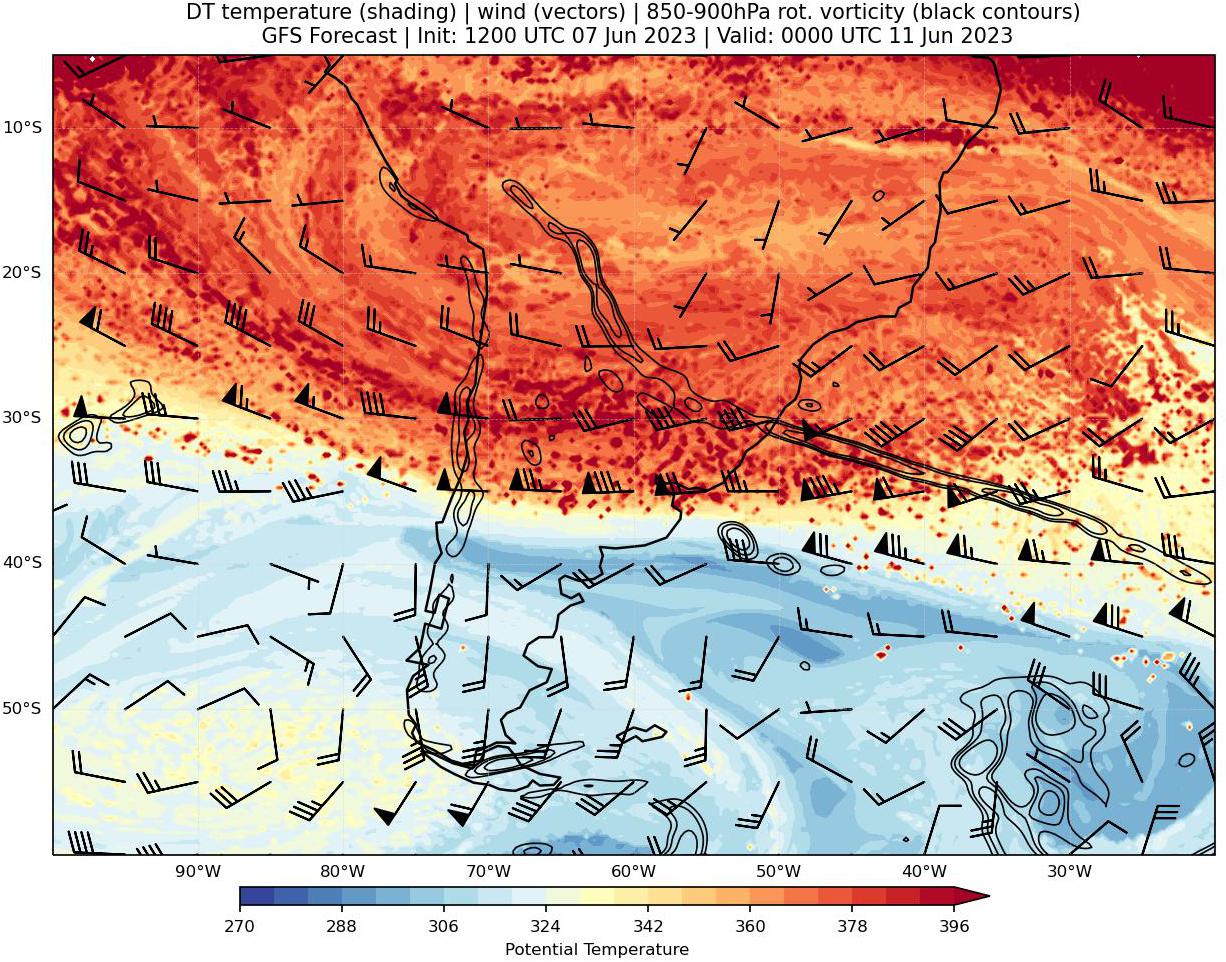 DT temperature (shading) | wind (vectors) | 850-900hPa rot. vorticity (black contours)
GFS Forecast | Init: 1200 UTC 07 Jun 2023 | Valid: 0000 UTC 11 Jun 2023
10°S
20°S
30°S
40°S
50°S
90°W 80°W 70°W 60°W 50°W 40°W 30°W
270 288 306 324 342 360 378 396
Potential Temperature